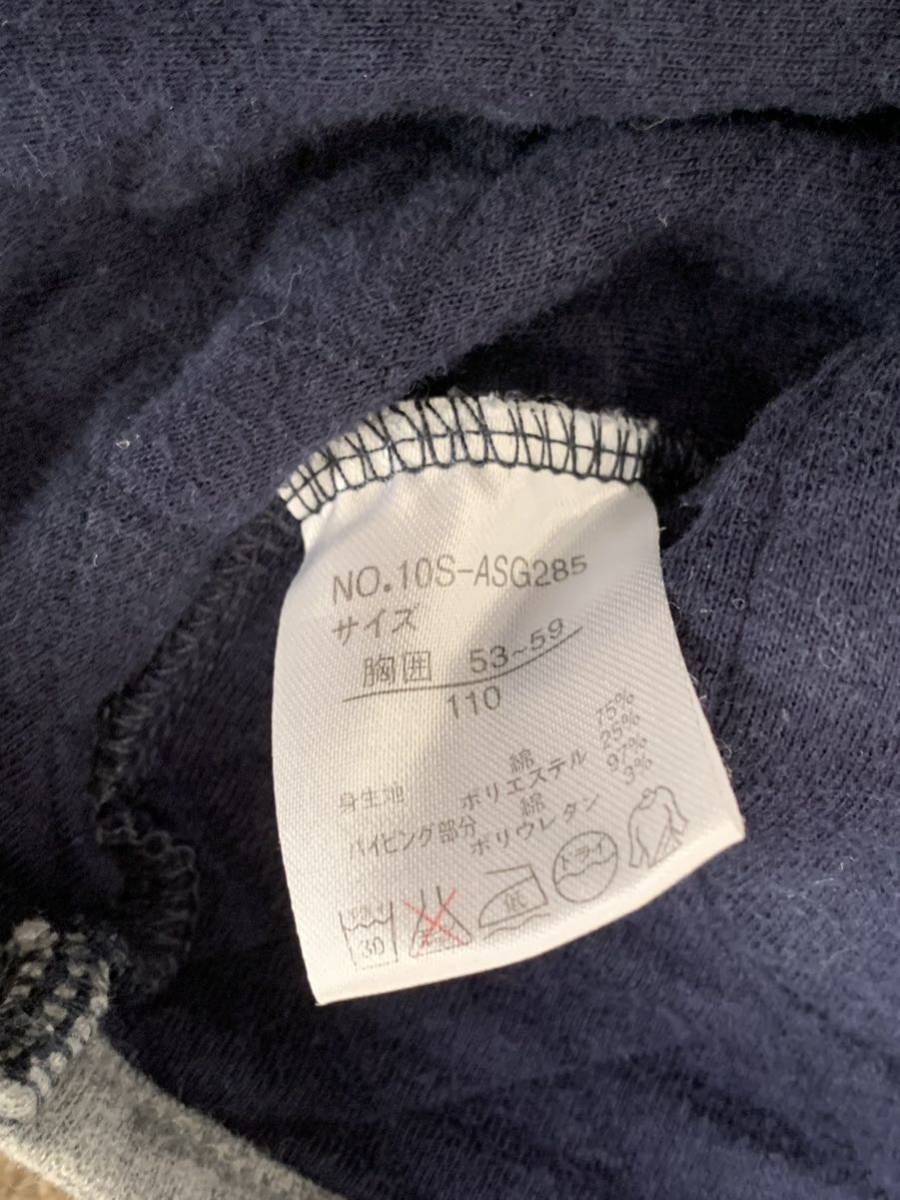 NO.10S-ASG285
サイズ
胸囲 53~59
110
身生地 綿 75%
ポリエステル 25%
パイピング部分 綿 97%
ポリウレタン 3%
30 ドライ